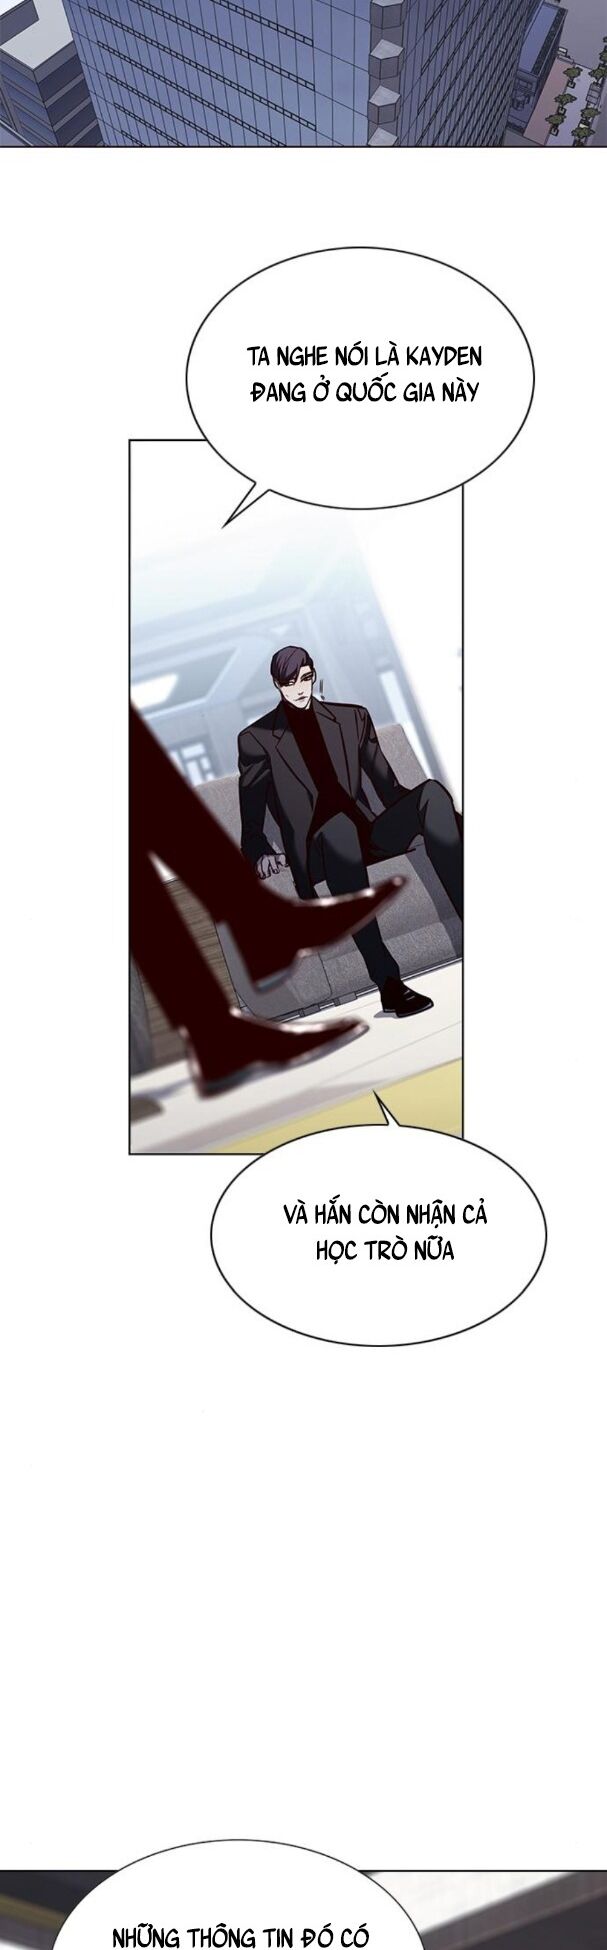 TA NGHE NÓI LÀ KAYDEN
ĐANG Ở QUỐC GIA NÀY
VÀ HẮN CÒN NHẬN CẢ
HỌC TRÒ NỮA
NHỮNG THÔNG TIN ĐÓ CÓ